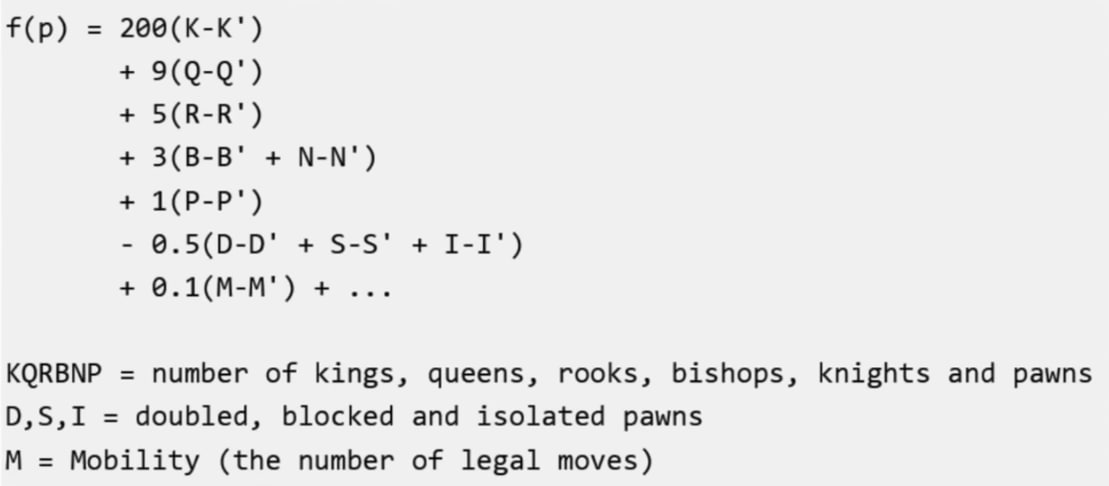 f(p) = 200(K-K')
+ 9(Q-Q')
+ 5(R-R')
+ 3(B-B' + N-N')
+ 1(P-P')
- 0.5(D-D' + S-S' + I-I')
+ 0.1(M-M') + ...
KQRBNP = number of kings, queens, rooks, bishops, knights and pawns
D,S,I = doubled, blocked and isolated pawns
M = Mobility (the number of legal moves)